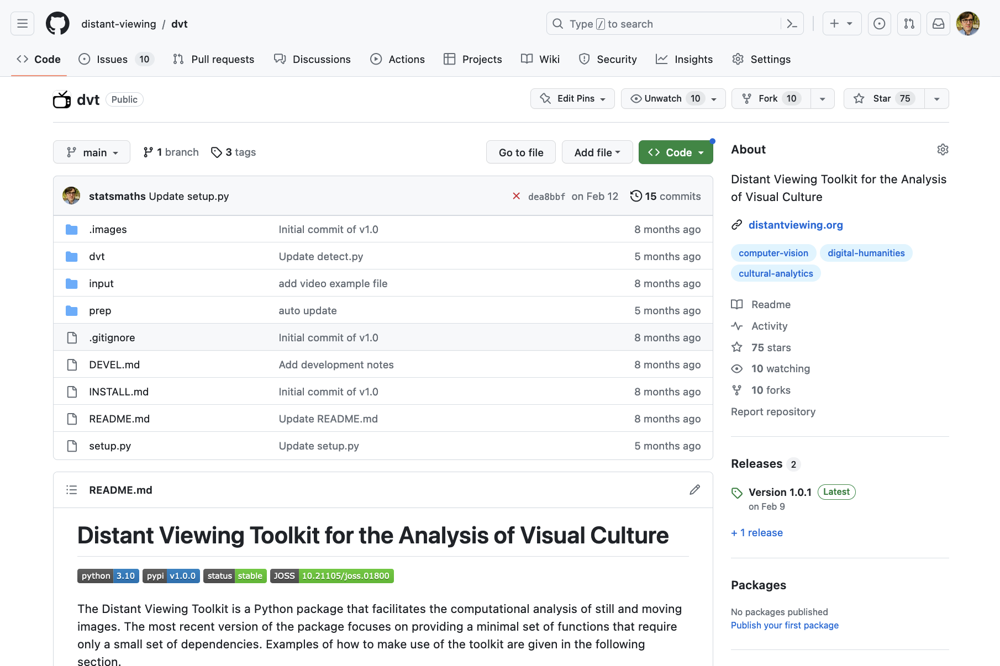 distant-viewing / dvt
Type / to search
Code
Issues 10
Pull requests
Discussions
Actions
Projects
Wiki
Security
Insights
Settings
dvt Public
Edit Pins
Unwatch 10
Fork 10
Star 75
main
1 branch
3 tags
Go to file
Add file
Code
statsmaths Update setup.py
dea8bbf on Feb 12
15 commits
.images Initial commit of v1.0 8 months ago
dvt Update detect.py 5 months ago
input add video example file 8 months ago
prep auto update 5 months ago
.gitignore Initial commit of v1.0 8 months ago
DEVEL.md Add development notes 8 months ago
INSTALL.md Initial commit of v1.0 8 months ago
README.md Update README.md 8 months ago
setup.py Update setup.py 5 months ago
README.md
Distant Viewing Toolkit for the Analysis of Visual Culture
python 3.10 pypi v1.0.0 status stable JOSS 10.21105/joss.01800
The Distant Viewing Toolkit is a Python package that facilitates the computational analysis of still and moving
images. The most recent version of the package focuses on providing a minimal set of functions that require
only a small set of dependencies. Examples of how to make use of the toolkit are given in the following
section.
About
Distant Viewing Toolkit for the Analysis
of Visual Culture
distantviewing.org
computer-vision digital-humanities
cultural-analytics
Readme
Activity
75 stars
10 watching
10 forks
Report repository
Releases 2
Version 1.0.1 Latest
on Feb 9
+ 1 release
Packages
No packages published
Publish your first package